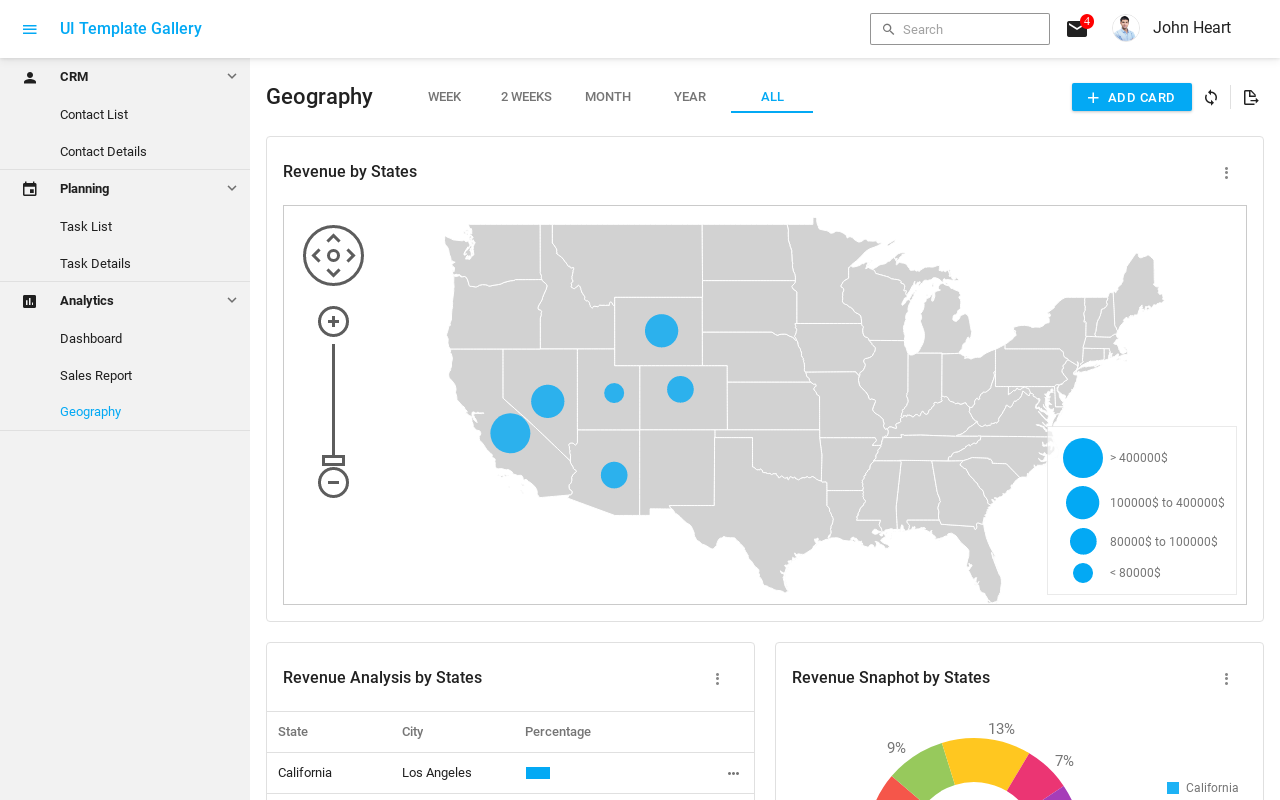 UI Template Gallery
Search
4
John Heart
CRM
Contact List
Contact Details
Planning
Task List
Task Details
Analytics
Dashboard
Sales Report
Geography
Geography
WEEK
2 WEEKS
MONTH
YEAR
ALL
ADD CARD
Revenue by States
> 400000$
100000$ to 400000$
80000$ to 100000$
< 80000$
Revenue Analysis by States
State City Percentage
California Los Angeles
Revenue Snaphot by States
13%
9%
7%
California